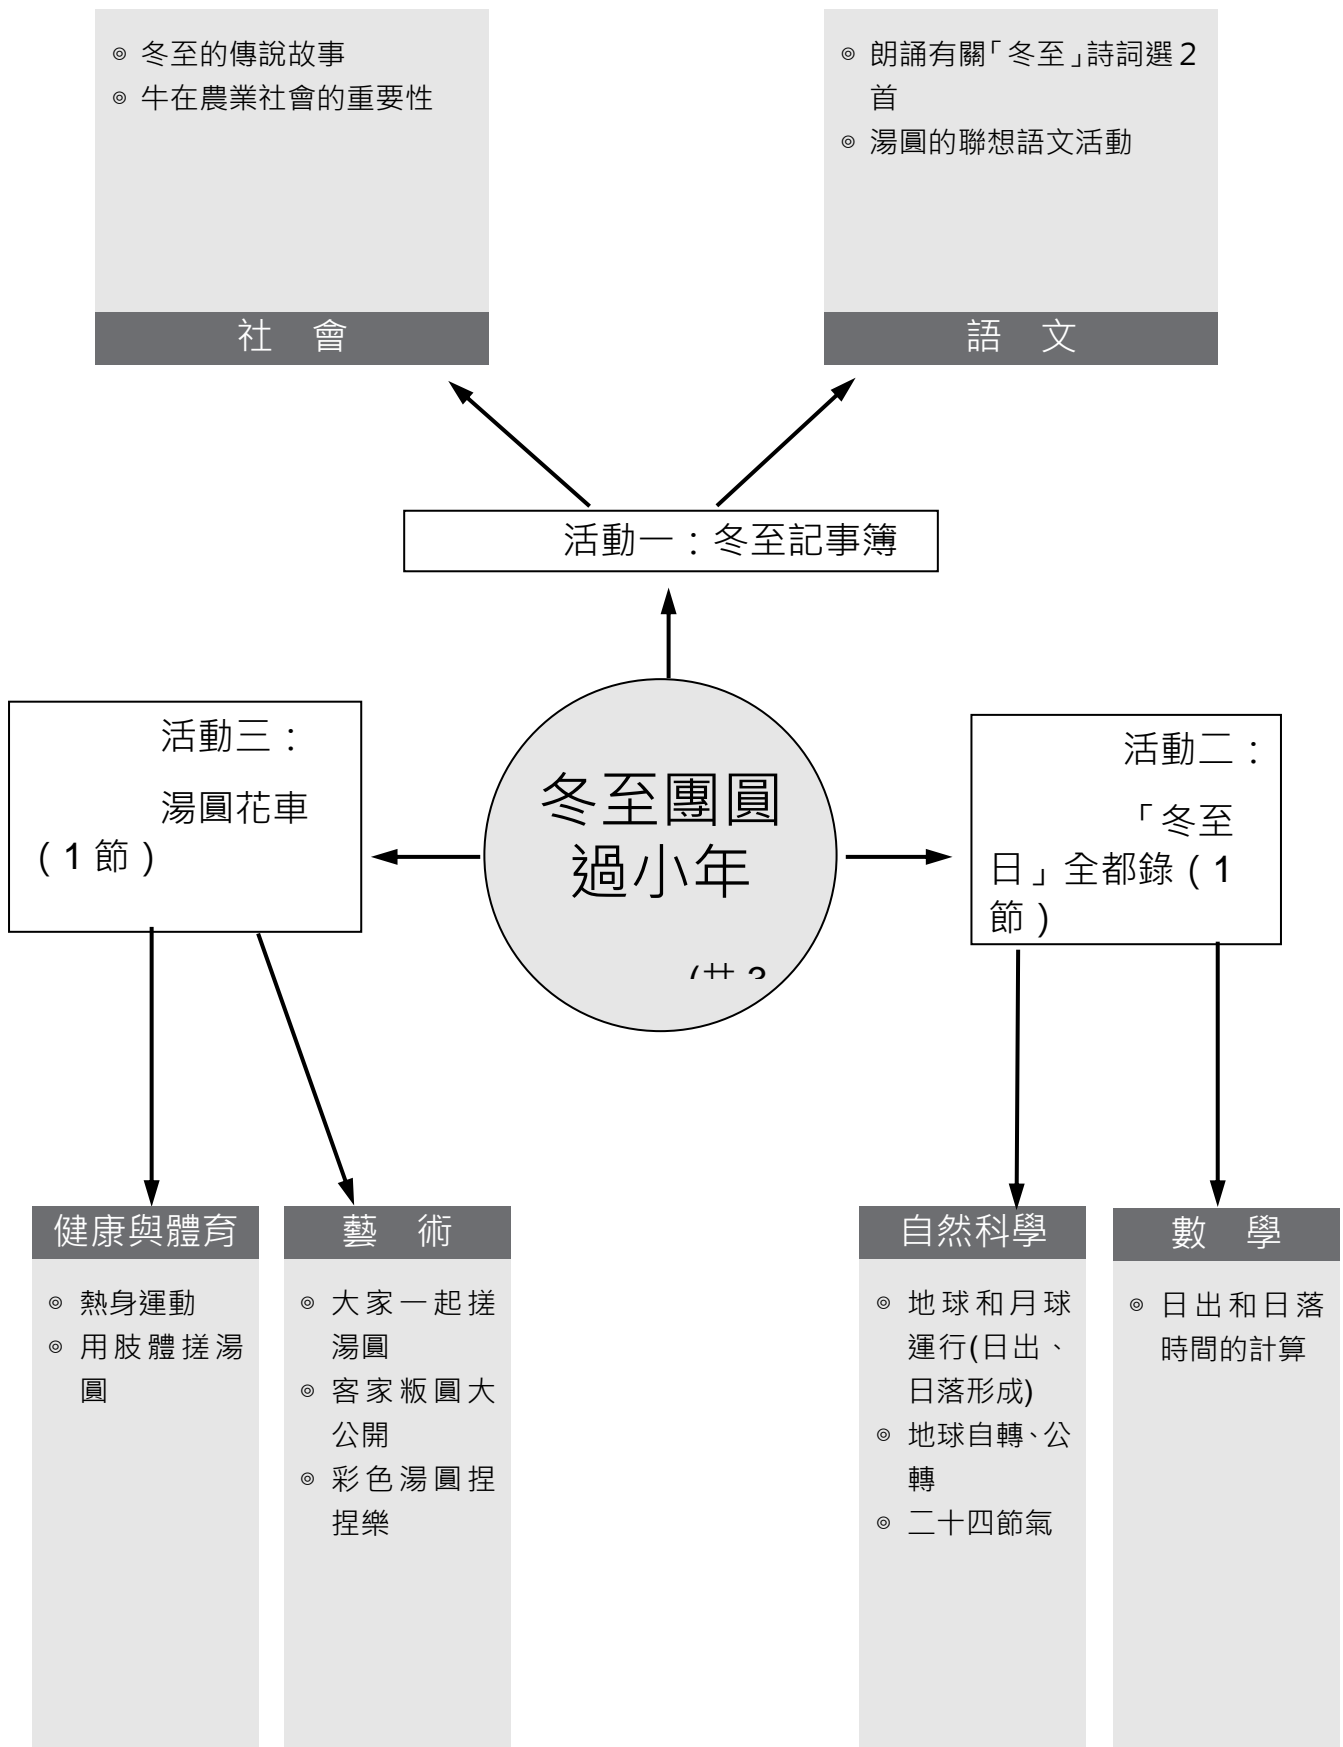 ◎ 冬至的傳說故事
◎ 牛在農業社會的重要性
社 會
◎ 朗誦有關「冬至」詩詞選2
首
◎ 湯圓的聯想語文活動
語 文
活動一：冬至記事簿
活動三：
湯圓花車
(1節)
冬至團圓
過小年
(共3
活動二：
「冬至
日」全都錄(1
節)
健康與體育
◎ 熱身運動
◎ 用肢體搓湯
圓
藝 術
◎ 大家一起搓
湯圓
◎ 客家粄圓大
公開
◎ 彩色湯圓捏
捏樂
自然科學
◎ 地球和月球
運行(日出、
日落形成)
◎ 地球自轉、公
轉
◎ 二十四節氣
數 學
◎ 日出和日落
時間的計算